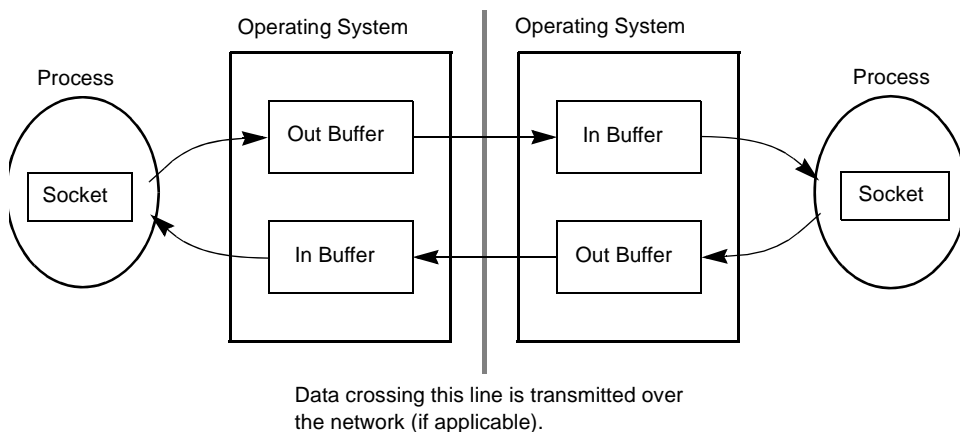 Operating System
Operating System
Process
Process
Out Buffer
In Buffer
Socket
Socket
In Buffer
Out Buffer
Data crossing this line is transmitted over
the network (if applicable).